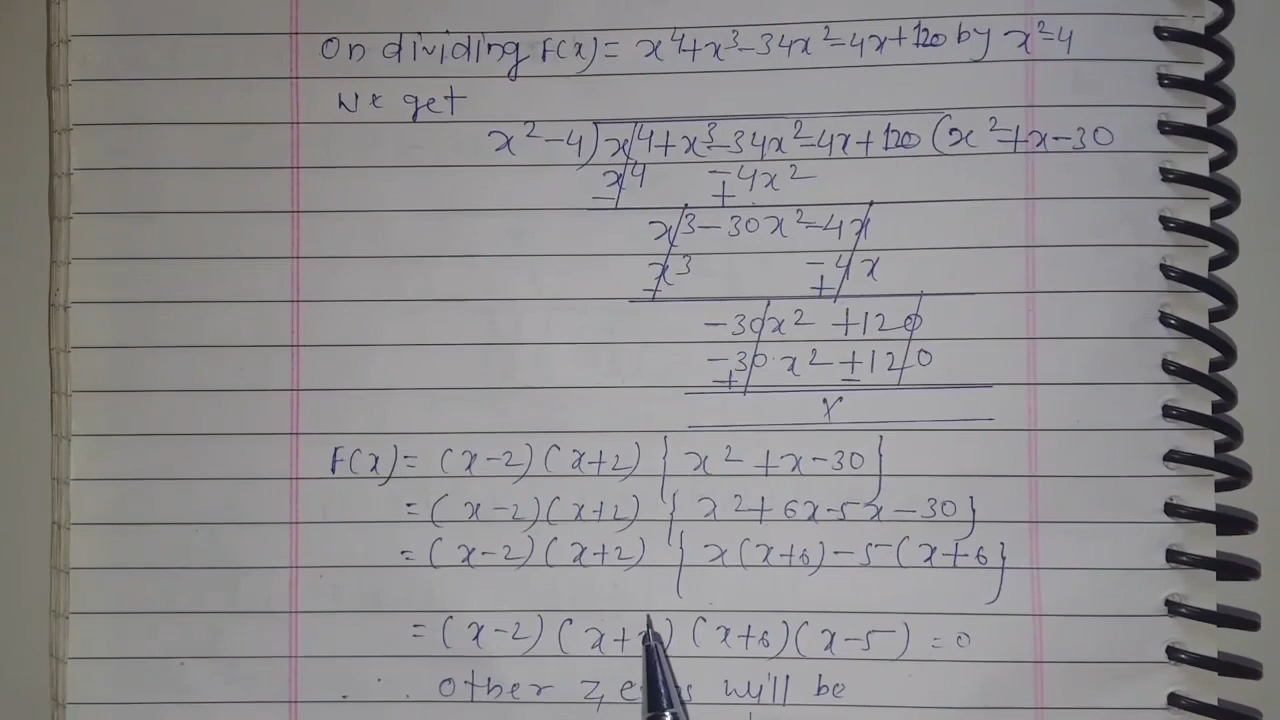 On dividing F(x) = x⁴+x³-34x²-4x+120 by x²-4
We get
x²-4)x⁴+x³-34x²-4x+120(x²+x-30
x⁴ -4x²
- +
x³-30x²-4x
x³ -4x
- +
-30x² +120
-30x² +120
+ -
x
F(x) = (x-2)(x+2){x²+x-30}
= (x-2)(x+2){x²+6x-5x-30}
= (x-2)(x+2){x(x+6)-5(x+6}
= (x-2)(x+ )(x+6)(x-5) = 0
∴ other will be